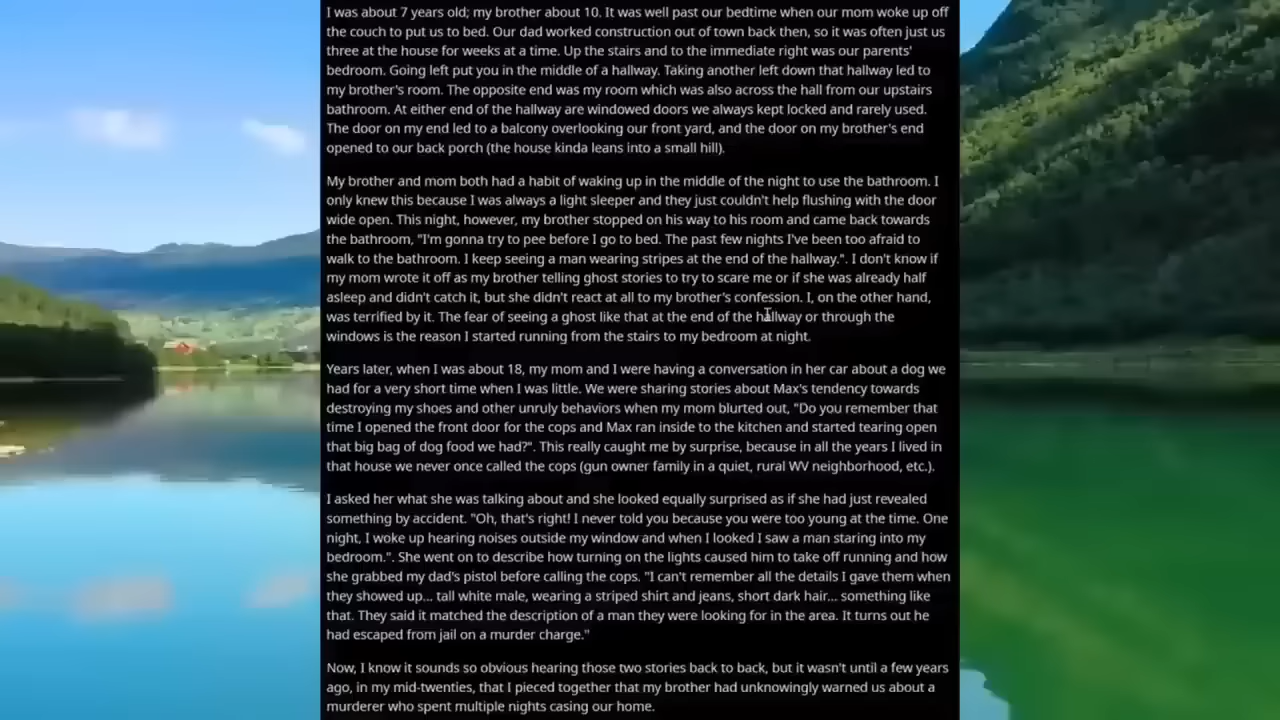 I was about 7 years old; my brother about 10. It was well past our bedtime when our mom woke up off
the couch to put us to bed. Our dad worked construction out of town back then, so it was often just us
three at the house for weeks at a time. Up the stairs and to the immediate right was our parents'
bedroom. Going left put you in the middle of a hallway. Taking another left down that hallway led to
my brother's room. The opposite end was my room which was also across the hall from our upstairs
bathroom. At either end of the hallway are windowed doors we always kept locked and rarely used.
The door on my end led to a balcony overlooking our front yard, and the door on my brother's end
opened to our back porch (the house kinda leans into a small hill).
My brother and mom both had a habit of waking up in the middle of the night to use the bathroom. I
only knew this because I was always a light sleeper and they just couldn't help flushing with the door
wide open. This night, however, my brother stopped on his way to his room and came back towards
the bathroom, "I'm gonna try to pee before I go to bed. The past few nights I've been too afraid to
walk to the bathroom. I keep seeing a man wearing stripes at the end of the hallway.". I don't know if
my mom wrote it off as my brother telling ghost stories to try to scare me or if she was already half
asleep and didn't catch it, but she didn't react at all to my brother's confession. I, on the other hand,
was terrified by it. The fear of seeing a ghost like that at the end of the hallway or through the
windows is the reason I started running from the stairs to my bedroom at night.
Years later, when I was about 18, my mom and I were having a conversation in her car about a dog we
had for a very short time when I was little. We were sharing stories about Max's tendency towards
destroying my shoes and other unruly behaviors when my mom blurted out, "Do you remember that
time I opened the front door for the cops and Max ran inside to the kitchen and started tearing open
that big bag of dog food we had?". This really caught me by surprise, because in all the years I lived in
that house we never once called the cops (gun owner family in a quiet, rural WV neighborhood, etc.).
I asked her what she was talking about and she looked equally surprised as if she had just revealed
something by accident. "Oh, that's right! I never told you because you were too young at the time. One
night, I woke up hearing noises outside my window and when I looked I saw a man staring into my
bedroom.". She went on to describe how turning on the lights caused him to take off running and how
she grabbed my dad's pistol before calling the cops. "I can't remember all the details I gave them when
they showed up... tall white male, wearing a striped shirt and jeans, short dark hair... something like
that. They said it matched the description of a man they were looking for in the area. It turns out he
had escaped from jail on a murder charge."
Now, I know it sounds so obvious hearing those two stories back to back, but it wasn't until a few years
ago, in my mid-twenties, that I pieced together that my brother had unknowingly warned us about a
murderer who spent multiple nights casing our home.